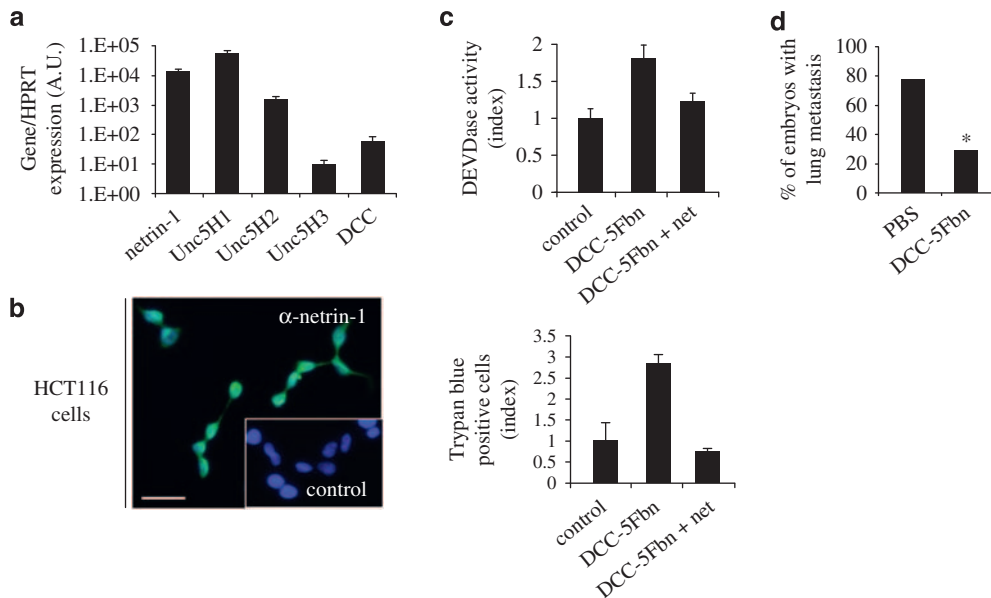 a
Gene/HPRT
expression (A.U.)
1.E+05
1.E+04
1.E+03
1.E+02
1.E+01
1.E+00
netrin-1
Unc5H1
Unc5H2
Unc5H3
DCC
b
HCT116
cells
α-netrin-1
control
c
DEVDase activity
(index)
2
1.5
1
0.5
0
control
DCC-5Fbn
DCC-5Fbn + net
Trypan blue
positive cells
(index)
3.5
3
2.5
2
1.5
1
0.5
0
control
DCC-5Fbn
DCC-5Fbn + net
d
% of embryos with
lung metastasis
100
80
60
40
20
0
*
PBS
DCC-5Fbn